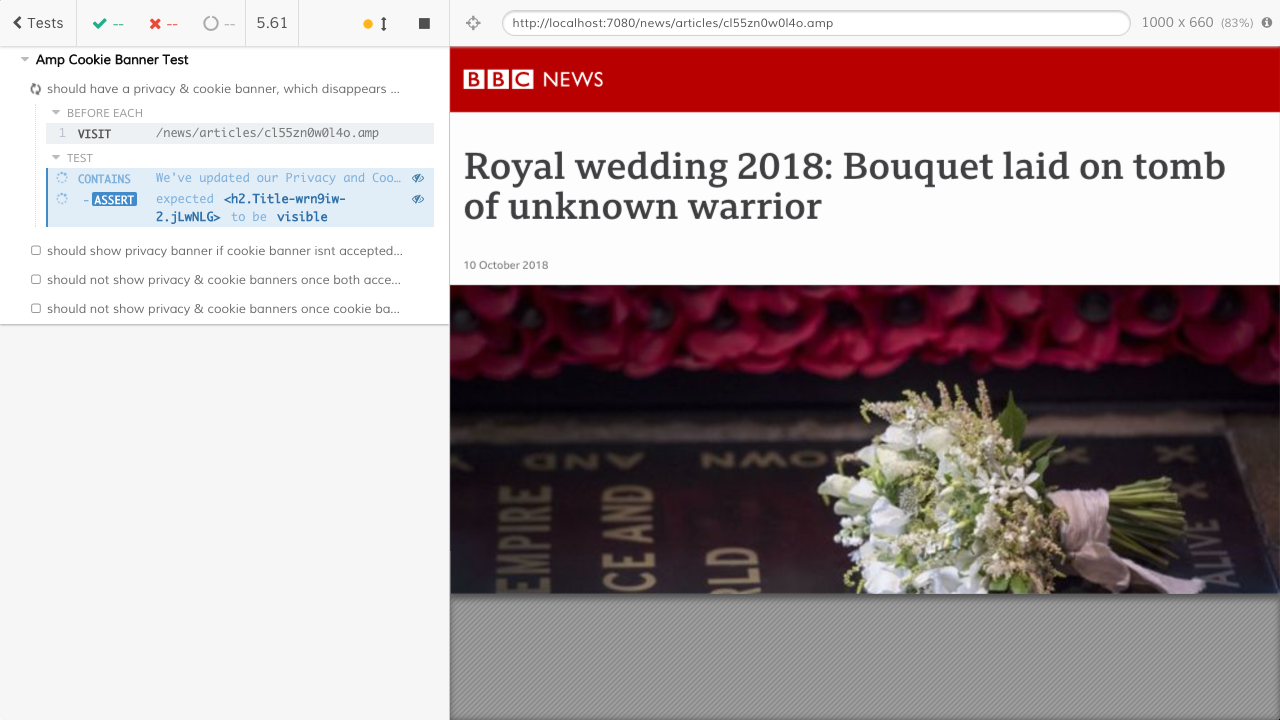 Tests
--
--
--
5.61
http://localhost:7080/news/articles/cl55zn0w0l4o.amp
1000 x 660 (83%)
Amp Cookie Banner Test
should have a privacy & cookie banner, which disappears ...
BEFORE EACH
1 VISIT /news/articles/cl55zn0w0l4o.amp
TEST
CONTAINS We've updated our Privacy and Coo…
- ASSERT expected <h2.Title-wrn9iw-
2.jLwNLG> to be visible
should show privacy banner if cookie banner isnt accepted...
should not show privacy & cookie banners once both acce...
should not show privacy & cookie banners once cookie ba...
BBC NEWS
Royal wedding 2018: Bouquet laid on tomb
of unknown warrior
10 October 2018
EMPIRE
CE AND
RLD
ALIVE